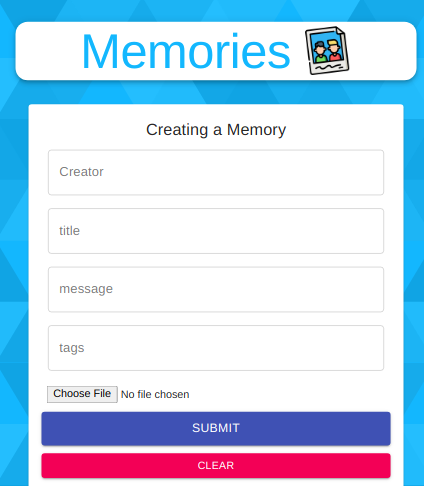 Memories
Creating a Memory
Creator
title
message
tags
Choose File No file chosen
SUBMIT
CLEAR